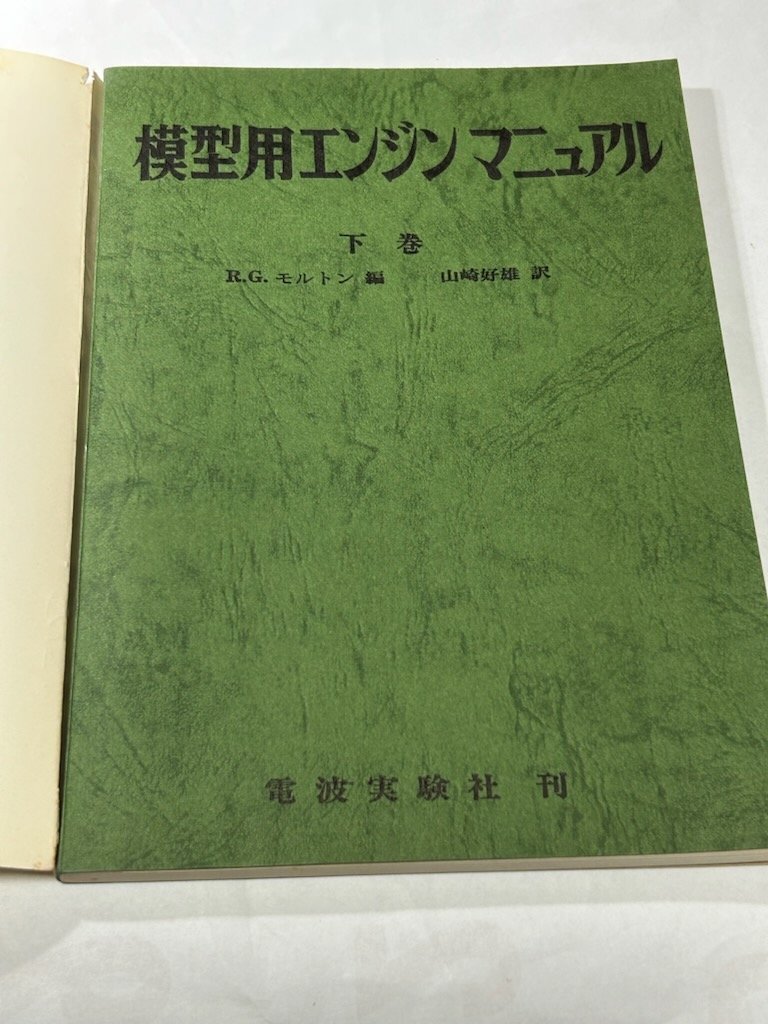 模型用エンジンマニュアル
下巻
R.G. モルトン 編 山崎好雄 訳
電波実験社 刊